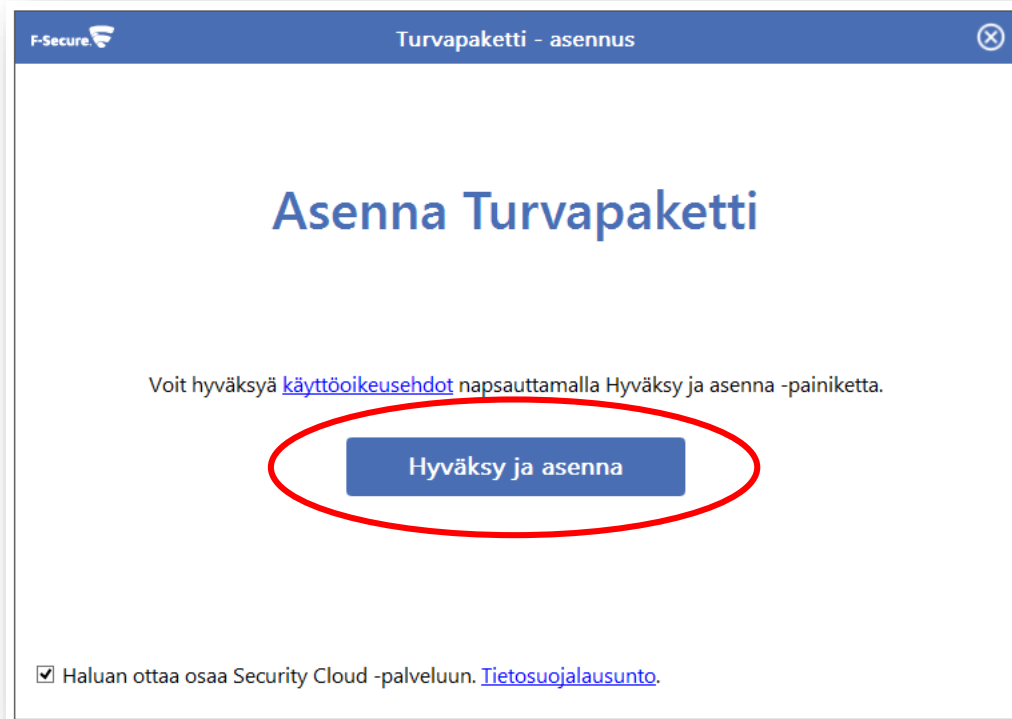 F-Secure.
Turvapaketti - asennus
Asenna Turvapaketti
Voit hyväksyä käyttöoikeusehdot napsauttamalla Hyväksy ja asenna -painiketta.
Hyväksy ja asenna
Haluan ottaa osaa Security Cloud -palveluun. Tietosuojalausunto.